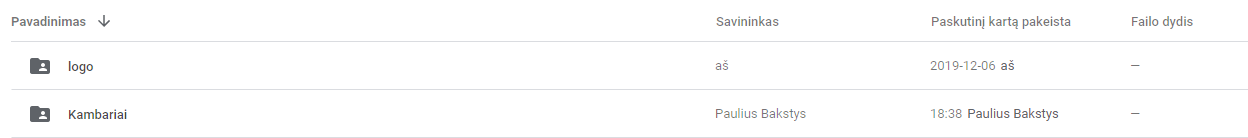 Pavadinimas Savininkas Paskutinį kartą pakeista Failo dydis
logo aš 2019-12-06 aš —
Kambariai Paulius Bakstys 18:38 Paulius Bakstys —